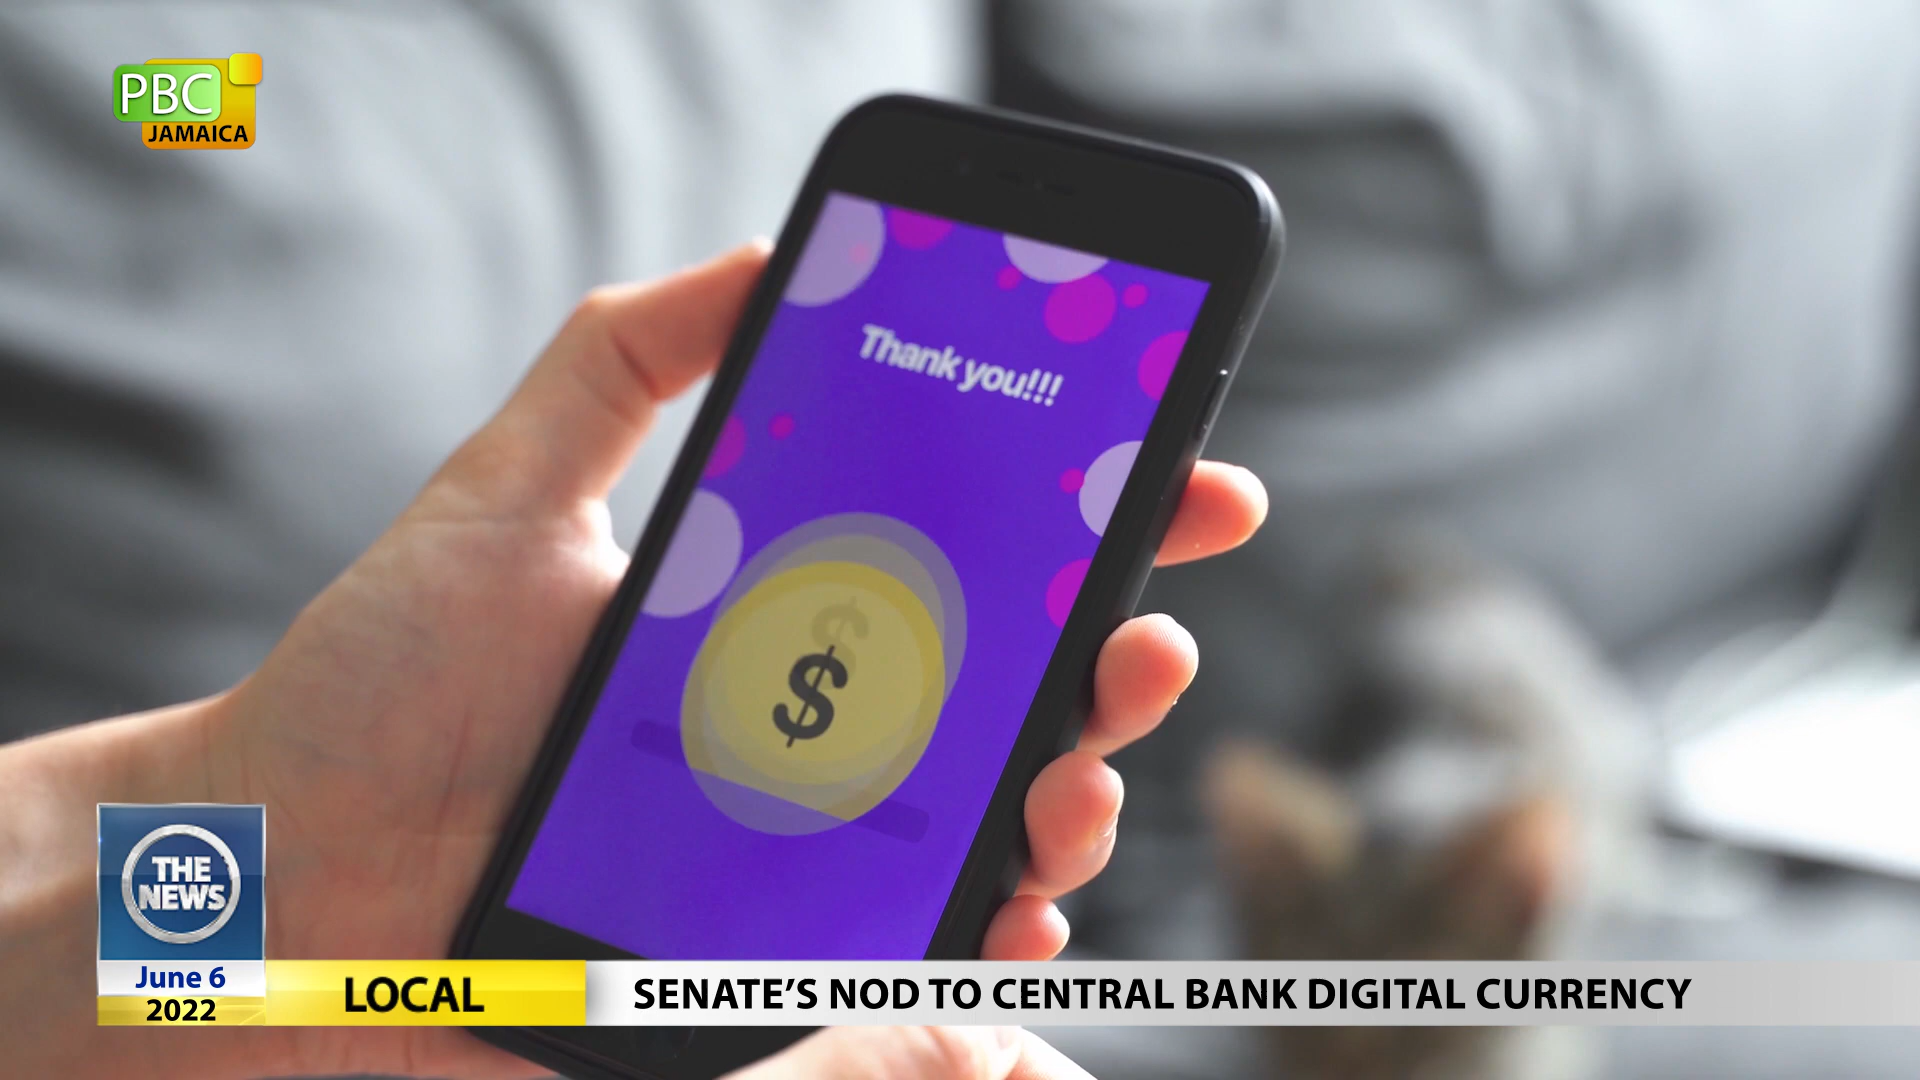 PBC
JAMAICA
Thank you!!!
$
$
THE
NEWS
June 6
2022
LOCAL
SENATE’S NOD TO CENTRAL BANK DIGITAL CURRENCY